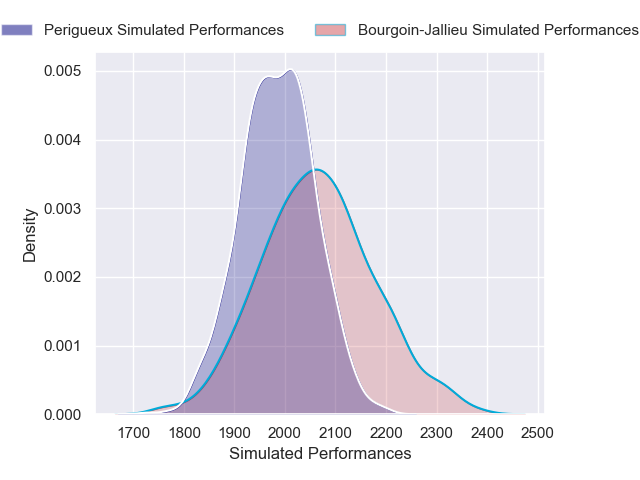 Perigueux Simulated Performances
Bourgoin-Jallieu Simulated Performances
0.005
0.004
0.003
0.002
0.001
0.000
Density
1700 1800 1900 2000 2100 2200 2300 2400 2500
Simulated Performances